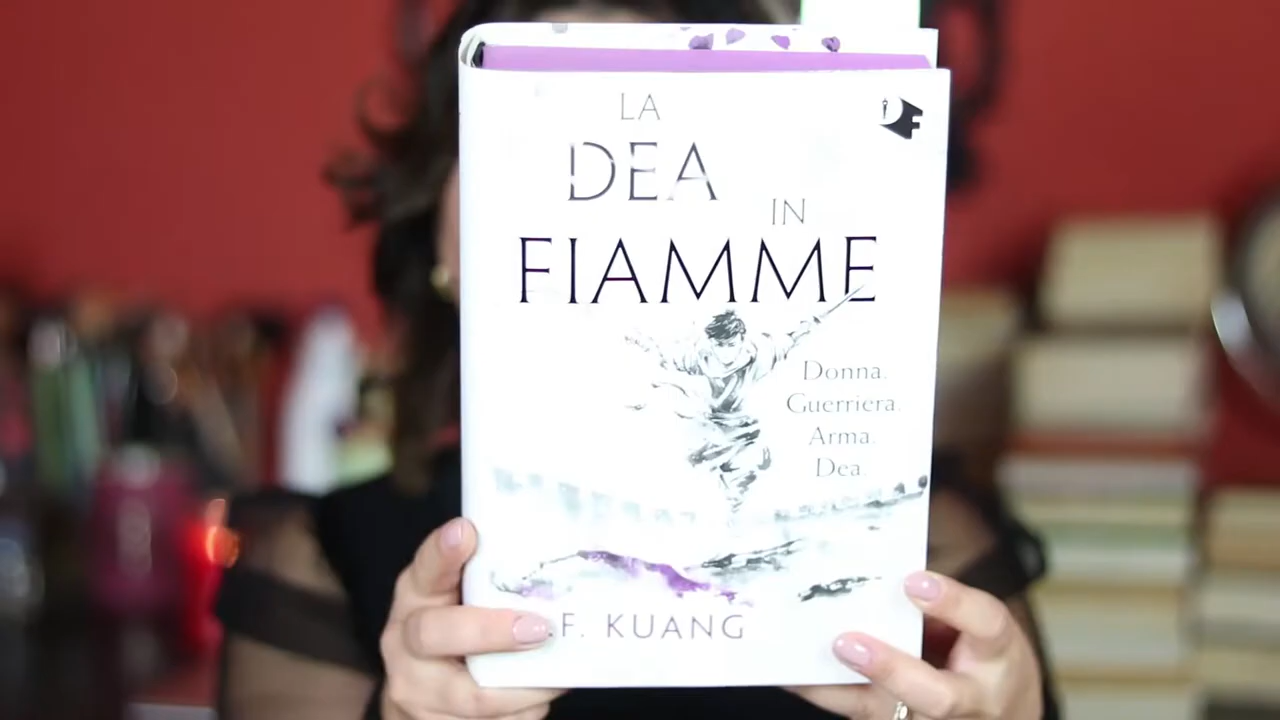 LA
DEA
IN
FIAMME
Donna.
Guerriera.
Arma.
Dea.
.F. KUANG